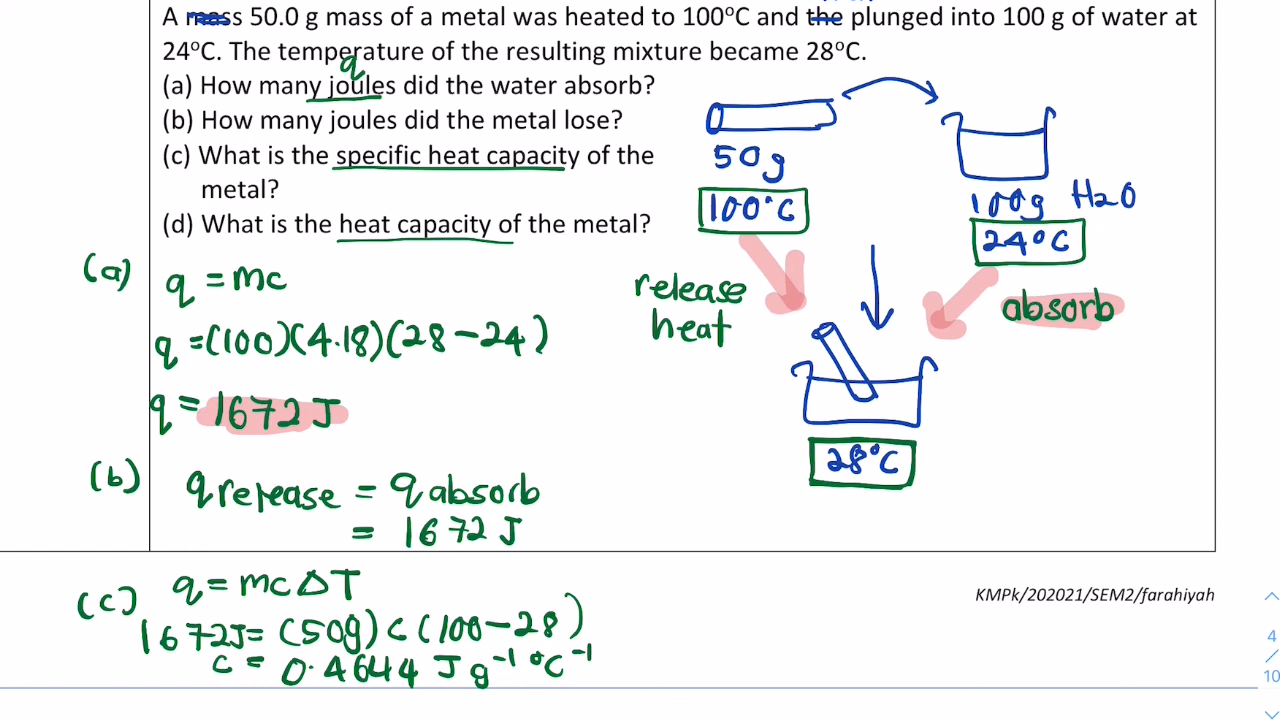 A mass 50.0 g mass of a metal was heated to 100°C and the plunged into 100 g of water at
24°C. The temperature of the resulting mixture became 28°C.
q
(a) How many joules did the water absorb?
(b) How many joules did the metal lose?
(c) What is the specific heat capacity of the
metal?
(d) What is the heat capacity of the metal?
50g
100°C
100g H2O
24°C
release
heat
absorb
28°C
(a) q = mc
q = (100)(4.18)(28-24)
q = 1672 J
(b) q release = q absorb
= 1672 J
(c) q = mc∆T
1672J = (50g) c (100-28)
c = 0.4644 J g⁻¹ °C⁻¹
KMPk/202021/SEM2/farahiyah
4
/
10